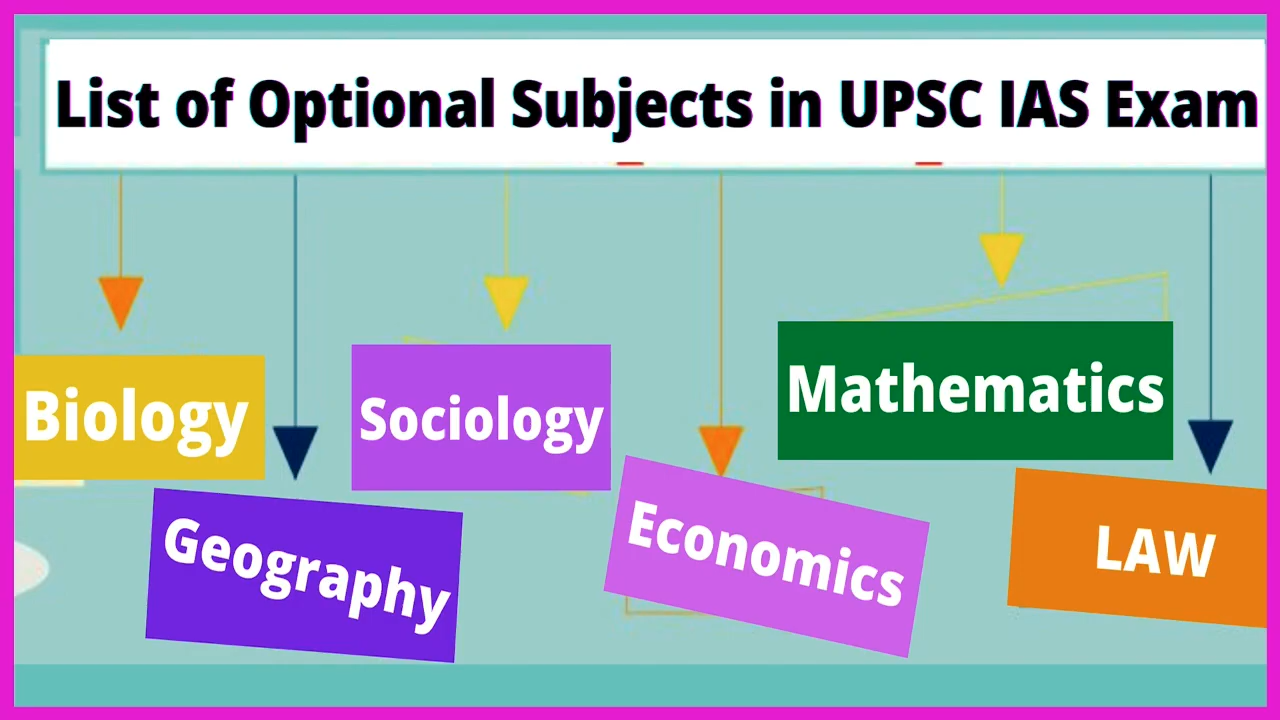 List of Optional Subjects in UPSC IAS Exam
Biology
Geography
Sociology
Economics
Mathematics
LAW